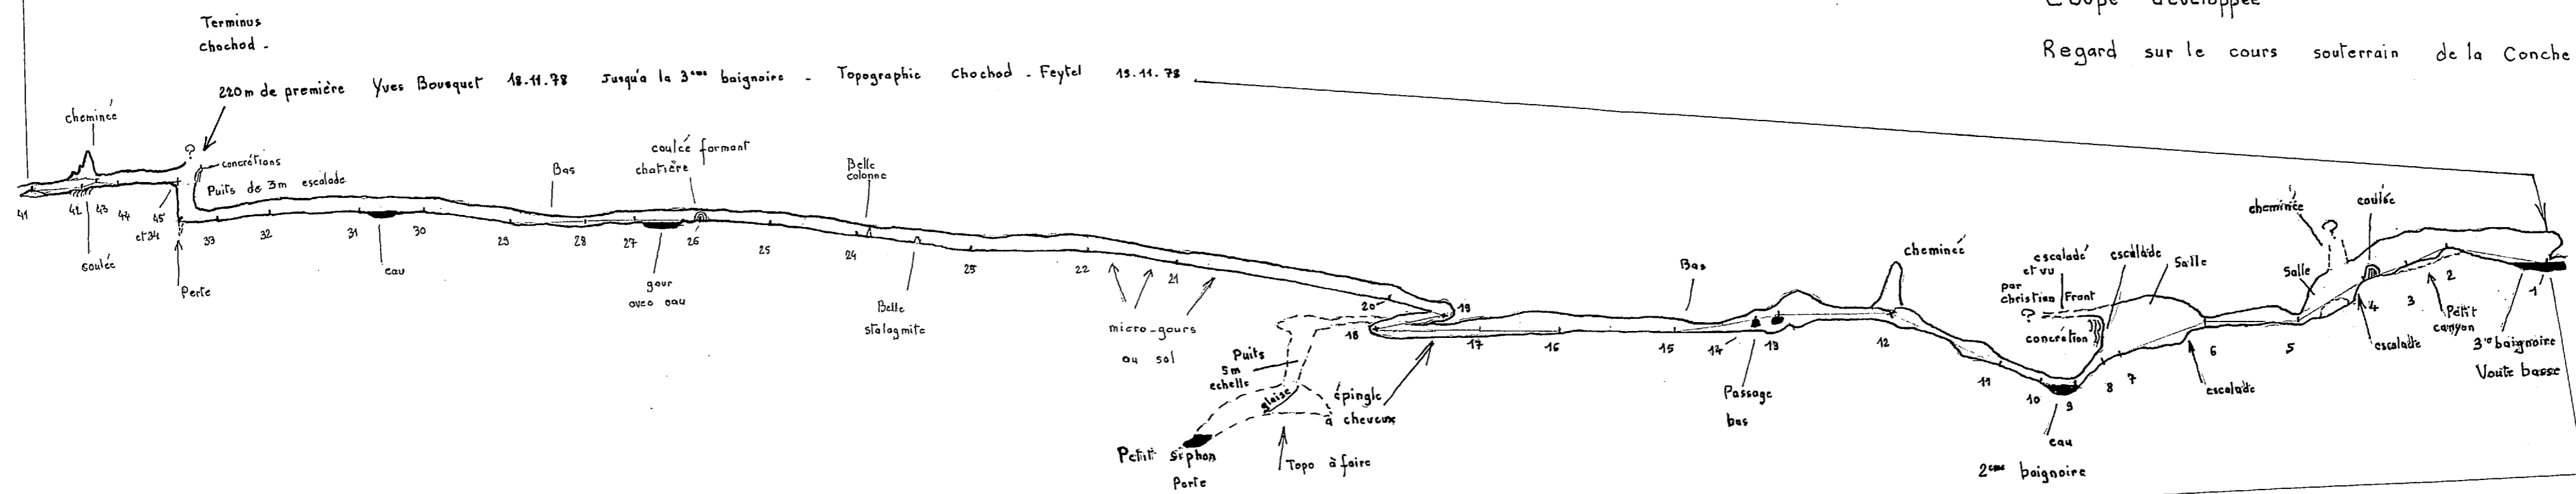 Coupe développée
Regard sur le cours souterrain de la Conche
Terminus
chochod -
220m de première Yves Bousquet 18.11.78 Jusqu'a la 3eme baignoire - Topographie chochod - Feytel 19.11.78
cheminée
?
concrétions
Puits de 3m escalade
41
42
43
44
45
et 34
33
32
31
30
29
28
27
26
25
24
23
22
21
coulée
Perte
eau
Bas
coulée formant
chatière
gour
avec eau
Belle
colonne
Belle
stalagmite
micro-gours
au sol
20
19
18
17
16
15
14
13
12
11
10
9
8
7
6
5
4
3
2
1
Puits
5m
echelle
glaise
épingle
à cheveux
Petit siphon
Perte
Topo à faire
Bas
Passage
bas
cheminée
escaladé
et vu
par
christian Front
?
concrétion
escalade
Salle
eau
2eme baignoire
escalade
cheminée
?
coulée
Salle
escalade
Petit
canyon
3e baignoire
Voute basse